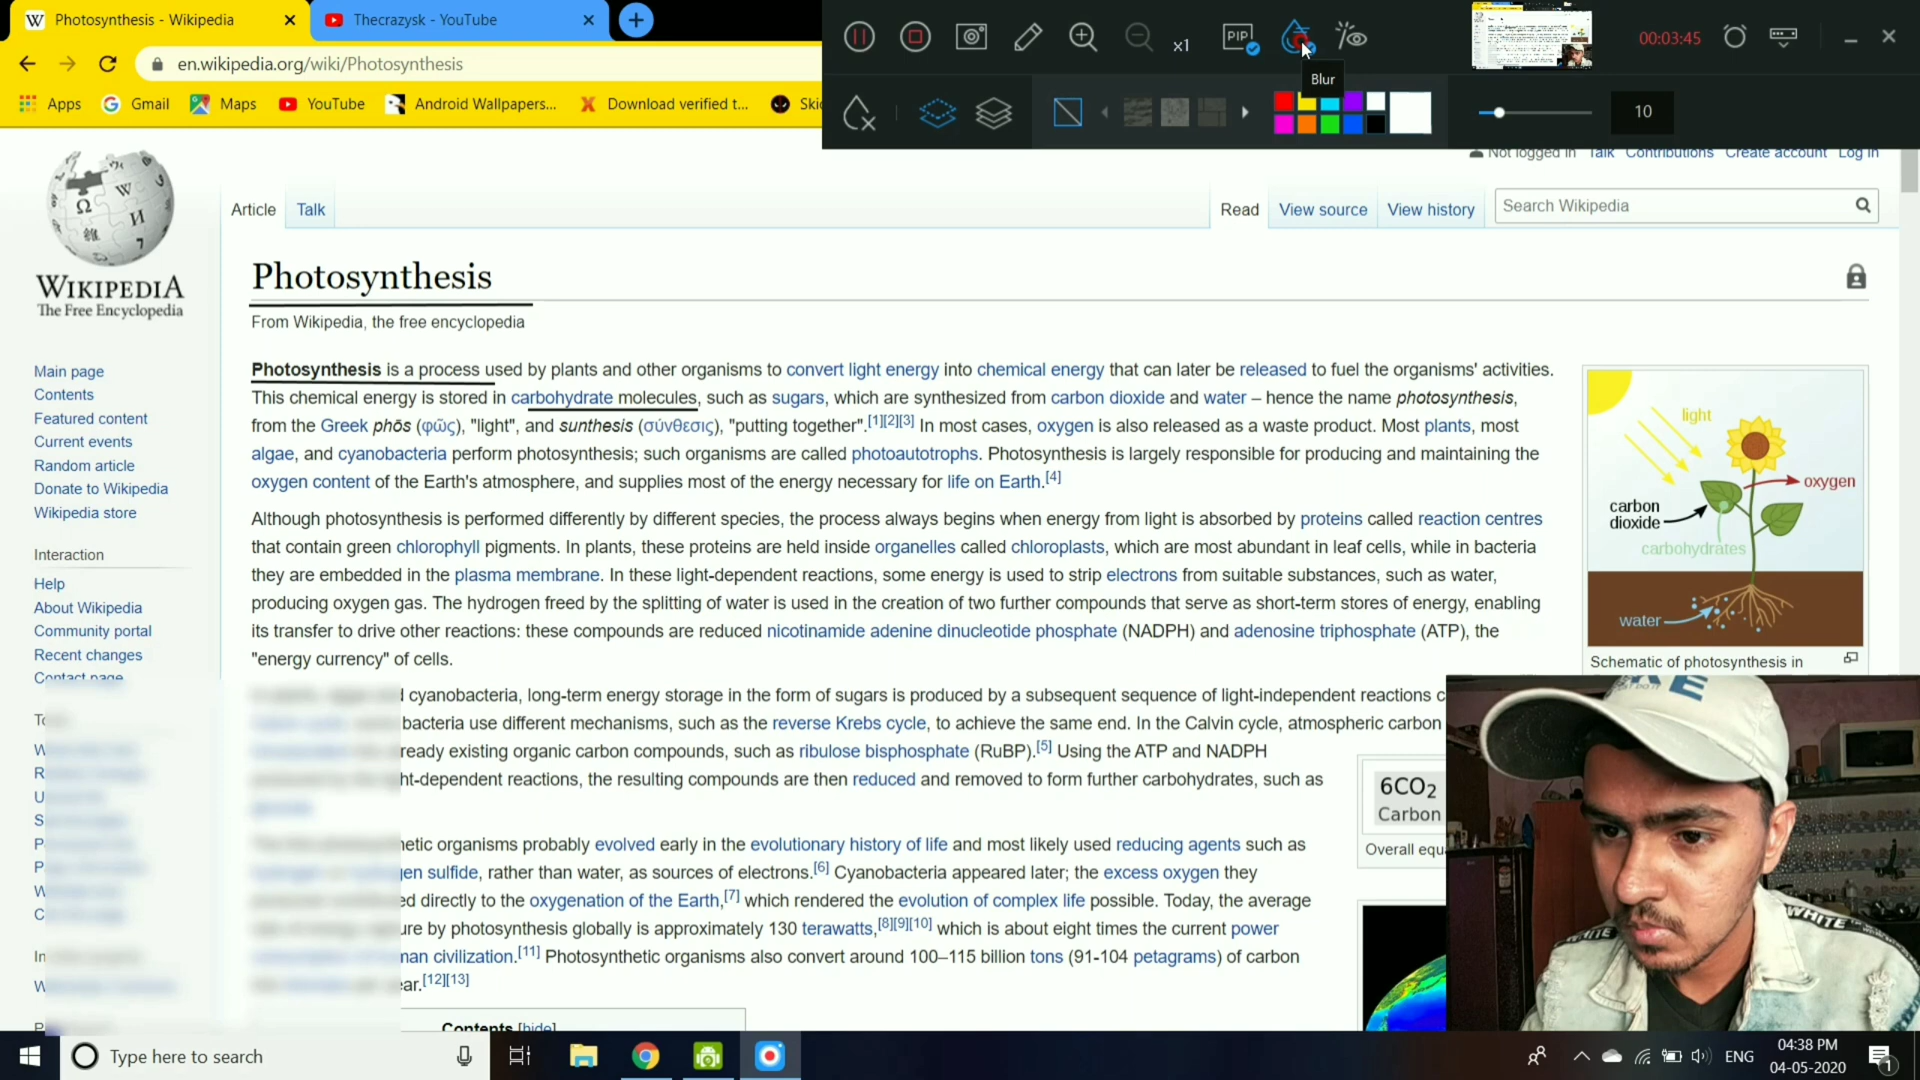 Photosynthesis - Wikipedia
Thecrazysk - YouTube
en.wikipedia.org/wiki/Photosynthesis
Apps
Gmail
Maps
YouTube
Android Wallpapers...
Download verified t...
x1
PIP
00:03:45
Blur
10
Not logged in Talk Contributions Create account Log in
WIKIPEDIA
The Free Encyclopedia
Article
Talk
Read
View source
View history
Search Wikipedia
Photosynthesis
From Wikipedia, the free encyclopedia
Main page
Contents
Featured content
Current events
Random article
Donate to Wikipedia
Wikipedia store
Interaction
Help
About Wikipedia
Community portal
Recent changes
Contact page
Photosynthesis is a process used by plants and other organisms to convert light energy into chemical energy that can later be released to fuel the organisms' activities.
This chemical energy is stored in carbohydrate molecules, such as sugars, which are synthesized from carbon dioxide and water – hence the name photosynthesis,
from the Greek phōs (φῶς), "light", and sunthesis (σύνθεσις), "putting together".[1][2][3] In most cases, oxygen is also released as a waste product. Most plants, most
algae, and cyanobacteria perform photosynthesis; such organisms are called photoautotrophs. Photosynthesis is largely responsible for producing and maintaining the
oxygen content of the Earth's atmosphere, and supplies most of the energy necessary for life on Earth.[4]
Although photosynthesis is performed differently by different species, the process always begins when energy from light is absorbed by proteins called reaction centres
that contain green chlorophyll pigments. In plants, these proteins are held inside organelles called chloroplasts, which are most abundant in leaf cells, while in bacteria
they are embedded in the plasma membrane. In these light-dependent reactions, some energy is used to strip electrons from suitable substances, such as water,
producing oxygen gas. The hydrogen freed by the splitting of water is used in the creation of two further compounds that serve as short-term stores of energy, enabling
its transfer to drive other reactions: these compounds are reduced nicotinamide adenine dinucleotide phosphate (NADPH) and adenosine triphosphate (ATP), the
"energy currency" of cells.
cyanobacteria, long-term energy storage in the form of sugars is produced by a subsequent sequence of light-independent reactions
bacteria use different mechanisms, such as the reverse Krebs cycle, to achieve the same end. In the Calvin cycle, atmospheric carbon
existing organic carbon compounds, such as ribulose bisphosphate (RuBP).[5] Using the ATP and NADPH
reactions, the resulting compounds are then reduced and removed to form further carbohydrates, such as
organisms probably evolved early in the evolutionary history of life and most likely used reducing agents such as
sulfide, rather than water, as sources of electrons.[6] Cyanobacteria appeared later; the excess oxygen they
directly to the oxygenation of the Earth,[7] which rendered the evolution of complex life possible. Today, the average
by photosynthesis globally is approximately 130 terawatts,[8][9][10] which is about eight times the current power
civilization.[11] Photosynthetic organisms also convert around 100–115 billion tons (91-104 petagrams) of carbon
[12][13]
Contents [hide]
light
oxygen
carbon
dioxide
carbohydrates
water
Schematic of photosynthesis in
6CO2
Carbon
Overall
WHITE
WHITE
Type here to search
ENG
04:38 PM
04-05-2020
1